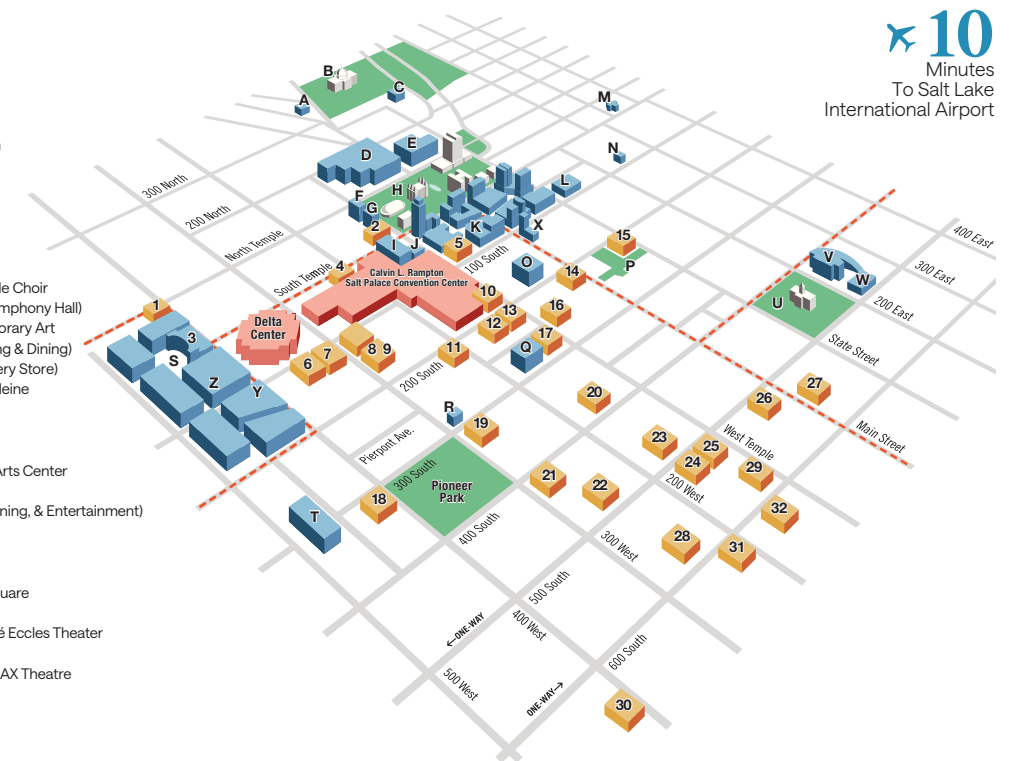 10
Minutes
To Salt Lake
International Airport
B
C
A
M
N
E
D
L
300 North
200 North
H
F
G
2
I
J
K
X
5
North Temple
South Temple
100 South
4
Calvin L. Rampton
Salt Palace Convention Center
O
15
P
14
V
W
U
400 East
300 East
200 East
State Street
1
3
S
Z
Y
Delta
Center
10
13
12
16
17
Q
6
7
8
9
11
200 South
20
27
26
Main Street
R
19
Pierpont Ave.
300 South
Pioneer
Park
18
T
400 South
21
22
23
25
24
West Temple
29
200 West
32
28
31
300 West
500 South
←ONE-WAY
400 West
500 West
600 South
ONE-WAY→
30
le Choir
ymphony Hall)
orary Art
ng & Dining)
ery Store)
leine
Arts Center
ning, & Entertainment)
uare
é Eccles Theater
AX Theatre